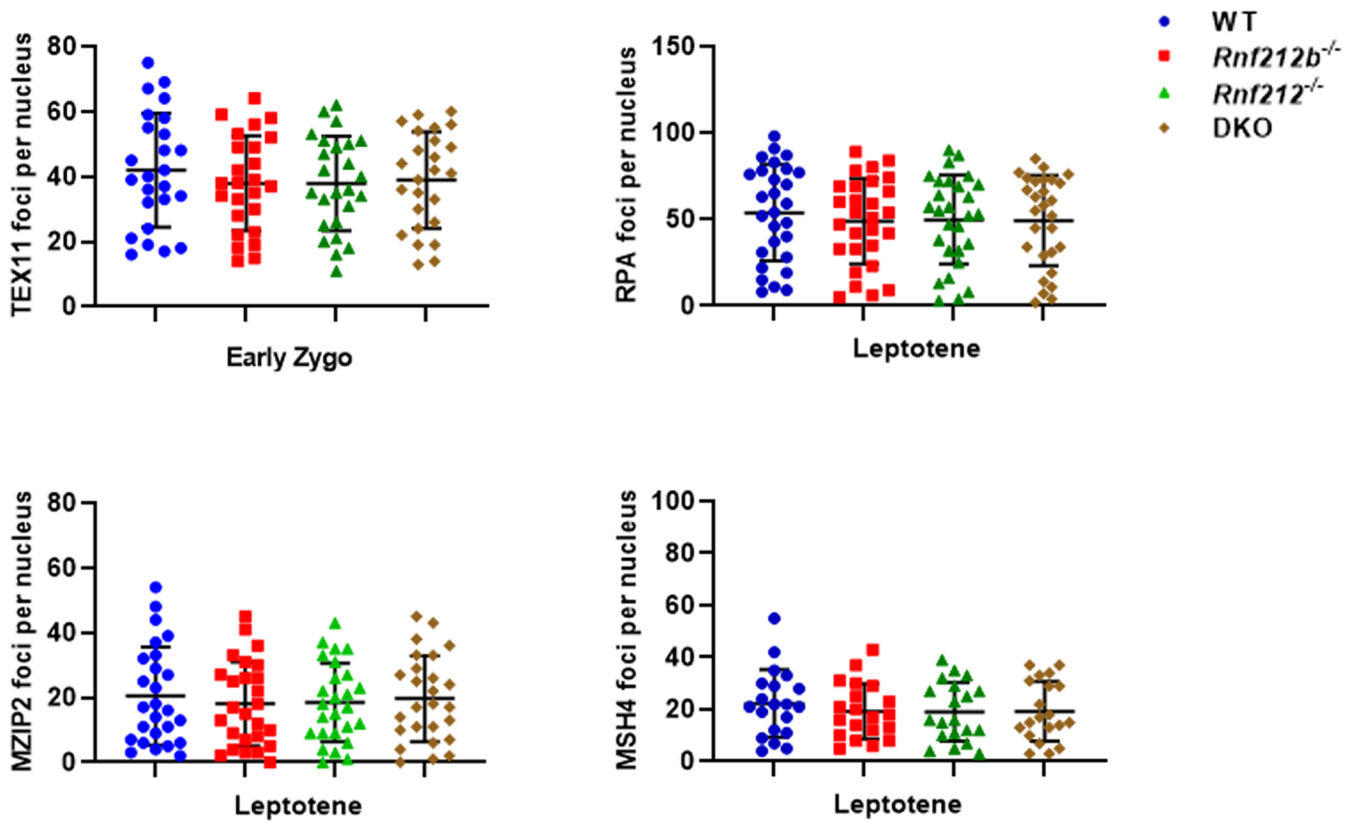 WT
Rnf212b-/-
Rnf212-/-
DKO
TEX11 foci per nucleus
80
60
40
20
0
Early Zygo
RPA foci per nucleus
150
100
50
0
Leptotene
MZIP2 foci per nucleus
80
60
40
20
0
Leptotene
MSH4 foci per nucleus
100
80
60
40
20
0
Leptotene